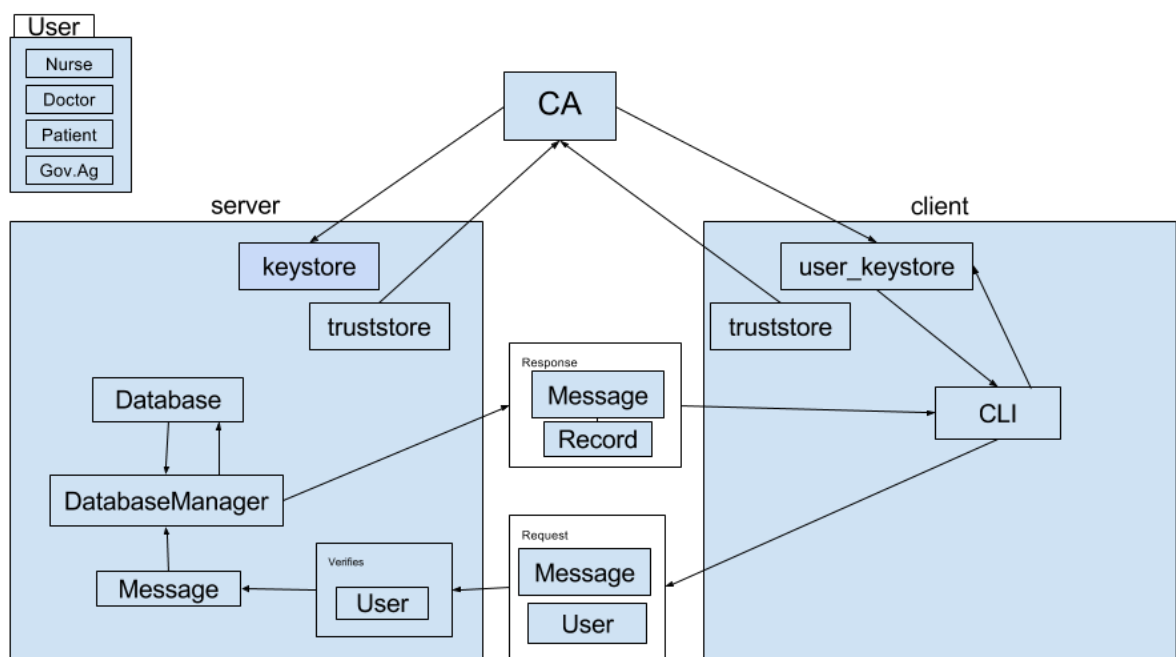 User
Nurse
Doctor
Patient
Gov.Ag
CA
server
client
keystore
user_keystore
truststore
truststore
Response
Message
Record
Database
CLI
DatabaseManager
Request
Message
User
Verifies
User
Message